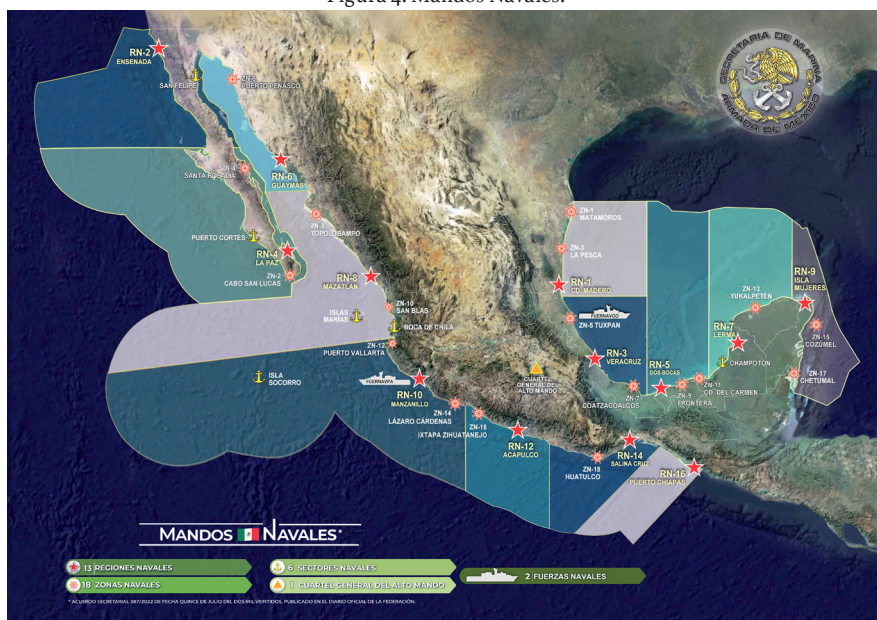 Figura 4. Mandos Navales.
SECRETARIA DE MARINA
ARMADA DE MEXICO
RN-2
ENSENADA
SAN FELIPE
PUERTO PEÑASCO
RN-6
GUAYMAS
ZN-4
SANTA ROSALIA
TOPOLOBAMPO
PUERTO CORTES
RN-4
LA PAZ
ZN-2
CABO SAN LUCAS
RN-8
MAZATLÁN
ZN-10
SAN BLAS
ISLAS
MARÍAS
BOCA DE CHILA
ZN-12
PUERTO VALLARTA
ISLA
SOCORRO
FUERNAVPA
RN-10
MANZANILLO
ZN-14
LÁZARO CÁRDENAS
ZN-16
IXTAPA ZIHUATANEJO
RN-12
ACAPULCO
ZN-18
HUATULCO
RN-14
SALINA CRUZ
RN-16
PUERTO CHIAPAS
CUARTEL
GENERAL DE
ALTO MANDO
ZN-1
MATAMOROS
ZN-3
LA PESCA
RN-1
CD. MADERO
FUERNAVGO
ZN-5 TUXPAN
RN-3
VERACRUZ
ZN-7
COATZACOALCOS
RN-5
DOS BOCAS
ZN-9
FRONTERA
ZN-11
CD. DEL CARMEN
CHAMPOTÓN
RN-7
LERMA
ZN-13
YUKALPETÉN
RN-9
ISLA
MUJERES
ZN-15
COZUMEL
ZN-17
CHETUMAL
MANDOS NAVALES*
13 REGIONES NAVALES
18 ZONAS NAVALES
6 SECTORES NAVALES
1 CUARTEL GENERAL DEL ALTO MANDO
2 FUERZAS NAVALES
* ACUERDO SECRETARIAL 387/2022 DE FECHA QUINCE DE JULIO DEL DOS MIL VEINTIDOS, PUBLICADO EN EL DIARIO OFICIAL DE LA FEDERACIÓN.